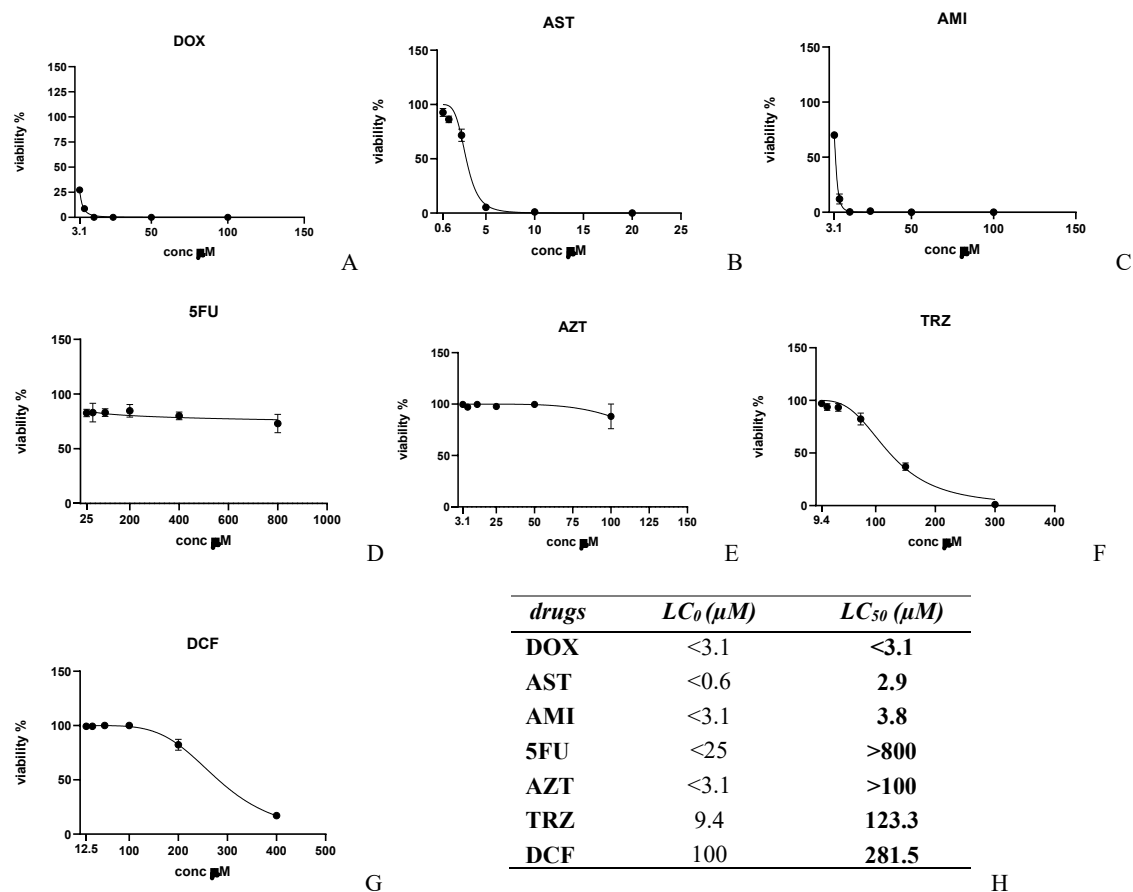 DOX
150
125
100
75
50
25
0
viability %
3.1 50 100 150
conc μM
A
AST
150
100
50
0
viability %
0.6 5 10 15 20 25
conc μM
B
AMI
150
100
50
0
viability %
3.1 50 100 150
conc μM
C
5FU
150
100
50
0
viability %
25 200 400 600 800 1000
conc μM
D
AZT
150
100
50
0
viability %
3.1 25 50 75 100 125 150
conc μM
E
TRZ
150
100
50
0
viability %
9.4 100 200 300 400
conc μM
F
DCF
150
100
50
0
viability %
12.5 100 200 300 400 500
conc μM
G
drugs LC0 (μM) LC50 (μM)
DOX <3.1 <3.1
AST <0.6 2.9
AMI <3.1 3.8
5FU <25 >800
AZT <3.1 >100
TRZ 9.4 123.3
DCF 100 281.5
H